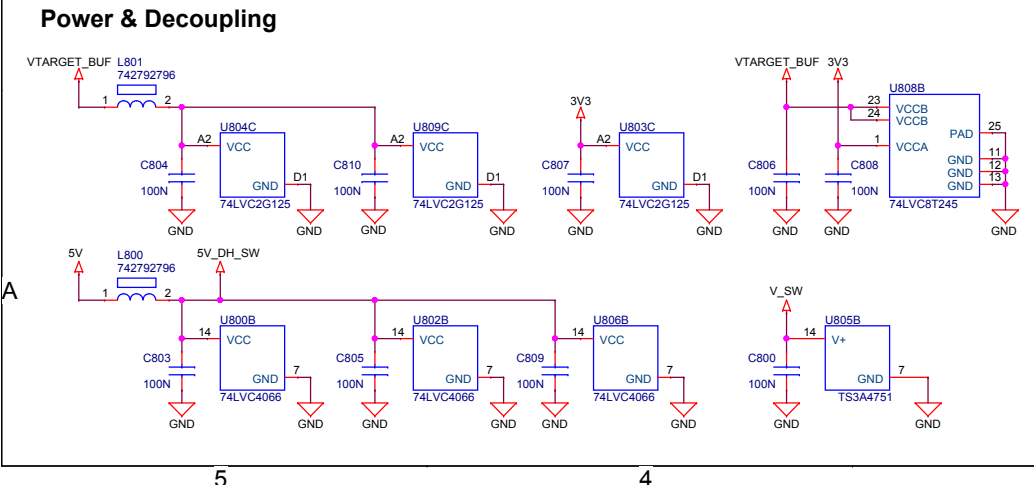 Power & Decoupling
VTARGET_BUF L801
742792796
1 2
U804C
A2 VCC
C804
100N
GND D1
74LVC2G125
GND GND
U809C
A2 VCC
C810
100N
GND D1
74LVC2G125
GND GND
3V3
U803C
A2 VCC
C807
100N
GND D1
74LVC2G125
GND GND
VTARGET_BUF 3V3
U808B
23 VCCB
24 VCCB
PAD 25
1 VCCA
C806
100N
C808
100N
GND 11
GND 12
GND 13
74LVC8T245
GND GND GND
5V L800
742792796
1 2
5V_DH_SW
U800B
14 VCC
C803
100N
GND 7
74LVC4066
GND GND
U802B
14 VCC
C805
100N
GND 7
74LVC4066
GND GND
U806B
14 VCC
C809
100N
GND 7
74LVC4066
GND GND
V_SW
U805B
14 V+
C800
100N
GND 7
TS3A4751
GND GND
A
5 4